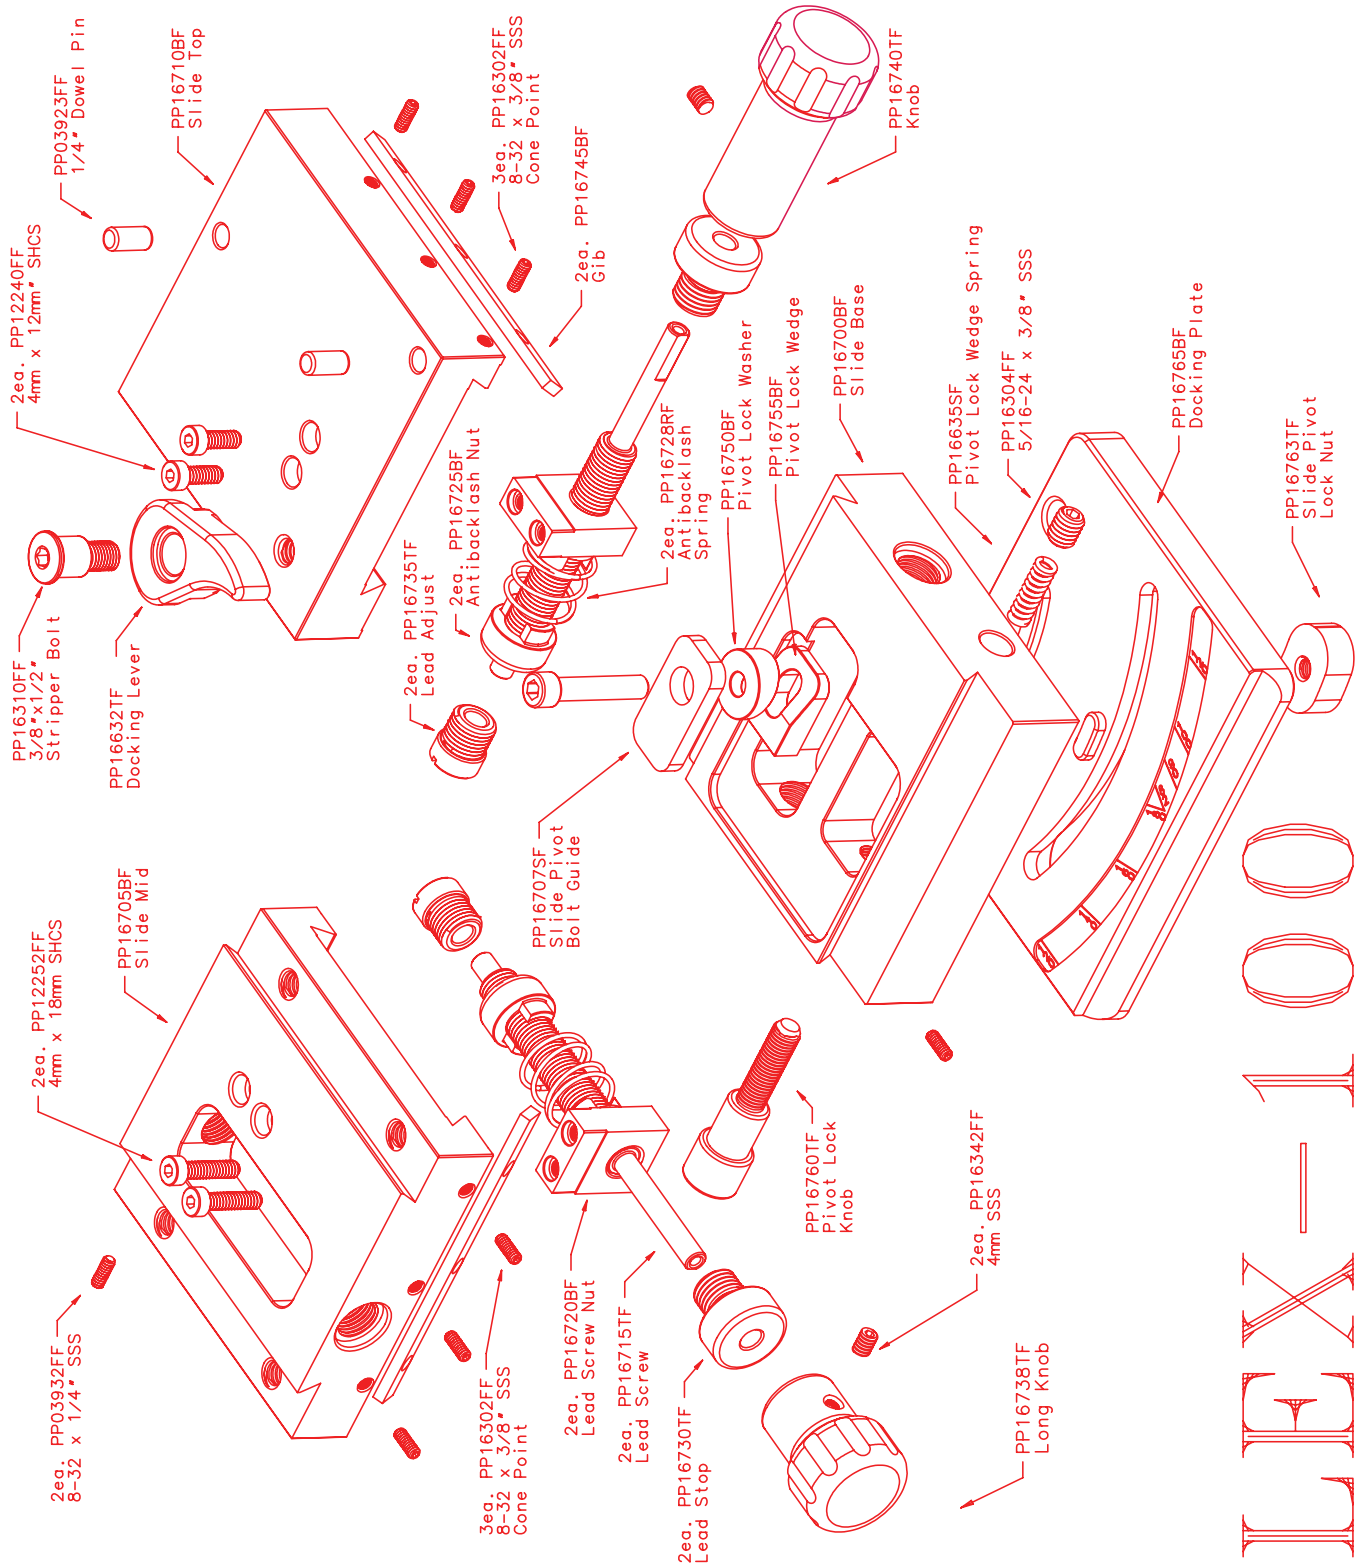 2ea. PP03932FF
8-32 x 1/4" SSS
2ea. PP12252FF
4mm x 18mm SHCS
PP16705BF
Slide Mid
PP16310FF
3/8"x1/2"
Stripper Bolt
PP16632TF
Docking Lever
2ea. PP12240FF
4mm x 12mm" SHCS
PP03923FF
1/4" Dowel Pin
PP16710BF
Slide Top
3ea. PP16302FF
8-32 x 3/8" SSS
Cone Point
2ea. PP16735TF
Lead Adjust
2ea. PP16725BF
Antibacklash Nut
3ea. PP16302FF
8-32 x 3/8" SSS
Cone Point
2ea. PP16745BF
Gib
2ea. PP16720BF
Lead Screw Nut
2ea. PP16715TF
Lead Screw
PP16707SF
Slide Pivot
Bolt Guide
2ea. PP16728RF
Antibacklash
Spring
2ea. PP16730TF
Lead Stop
PP16750BF
Pivot Lock Washer
PP16755BF
Pivot Lock Wedge
PP16760TF
Pivot Lock
Knob
PP16700BF
Slide Base
PP16740TF
Knob
2ea. PP16342FF
4mm SSS
PP16635SF
Pivot Lock Wedge Spring
PP16304FF
5/16-24 x 3/8" SSS
PP16738TF
Long Knob
PP16765BF
Docking Plate
PP16763TF
Slide Pivot
Lock Nut
LEX-100